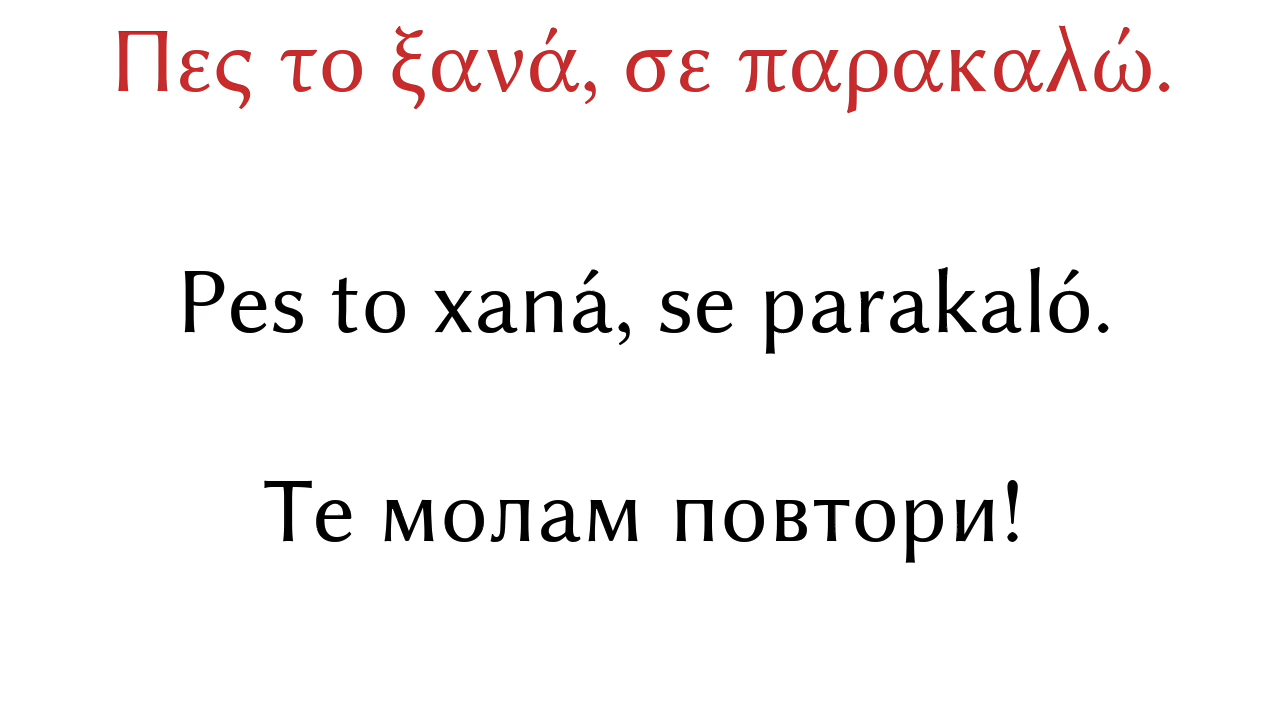 Πες το ξανά, σε παρακαλώ.
Pes to xaná, se parakaló.
Те молам повтори!